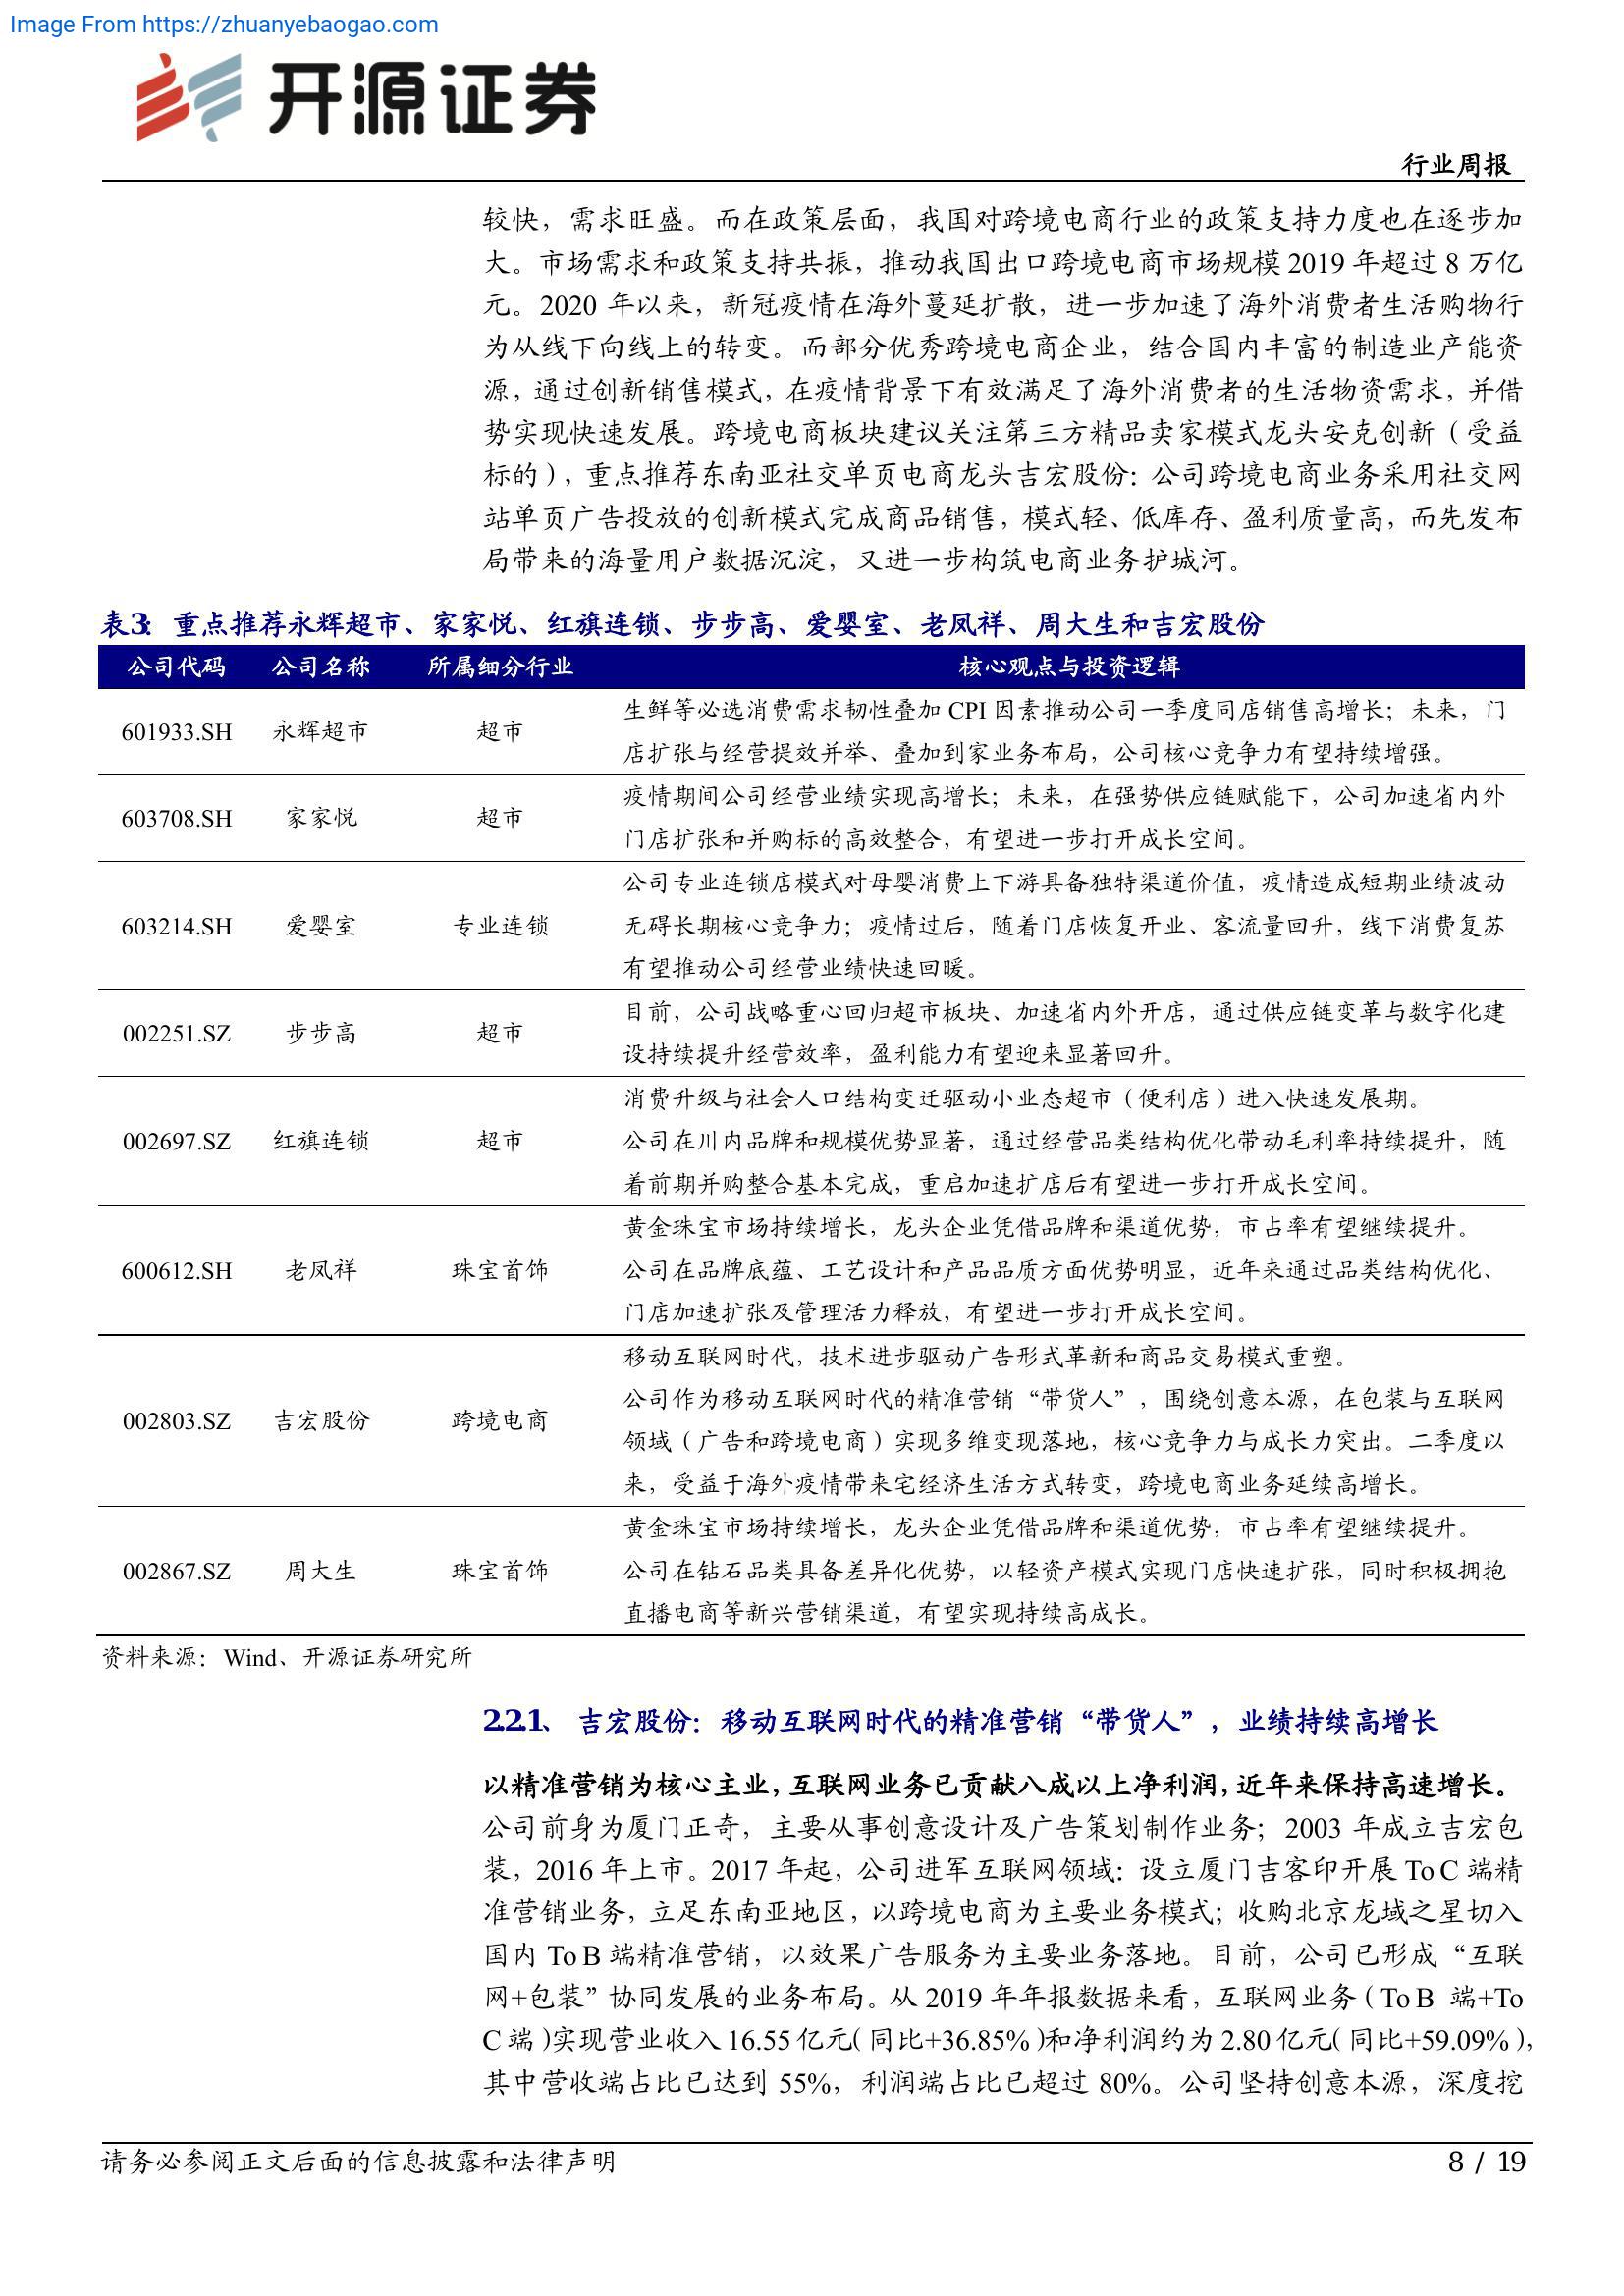 Image From https://zhuanyebaogao.com
开源证券
行业周报
较快，需求旺盛。而在政策层面，我国对跨境电商行业的政策支持力度也在逐步加
大。市场需求和政策支持共振，推动我国出口跨境电商市场规模 2019 年超过 8 万亿
元。2020 年以来，新冠疫情在海外蔓延扩散，进一步加速了海外消费者生活购物行
为从线下向线上的转变。而部分优秀跨境电商企业，结合国内丰富的制造业产能资
源，通过创新销售模式，在疫情背景下有效满足了海外消费者的生活物资需求，并借
势实现快速发展。跨境电商板块建议关注第三方精品卖家模式龙头安克创新（受益
标的），重点推荐东南亚社交单页电商龙头吉宏股份：公司跨境电商业务采用社交网
站单页广告投放的创新模式完成商品销售，模式轻、低库存、盈利质量高，而先发布
局带来的海量用户数据沉淀，又进一步构筑电商业务护城河。
表3：重点推荐永辉超市、家家悦、红旗连锁、步步高、爱婴室、老凤祥、周大生和吉宏股份
公司代码 公司名称 所属细分行业 核心观点与投资逻辑
601933.SH 永辉超市 超市 生鲜等必选消费需求韧性叠加 CPI 因素推动公司一季度同店销售高增长；未来，门
店扩张与经营提效并举、叠加到家业务布局，公司核心竞争力有望持续增强。
603708.SH 家家悦 超市 疫情期间公司经营业绩实现高增长；未来，在强势供应链赋能下，公司加速省内外
门店扩张和并购标的高效整合，有望进一步打开成长空间。
603214.SH 爱婴室 专业连锁 公司专业连锁店模式对母婴消费上下游具备独特渠道价值，疫情造成短期业绩波动
无碍长期核心竞争力；疫情过后，随着门店恢复开业、客流量回升，线下消费复苏
有望推动公司经营业绩快速回暖。
002251.SZ 步步高 超市 目前，公司战略重心回归超市板块、加速省内外开店，通过供应链变革与数字化建
设持续提升经营效率，盈利能力有望迎来显著回升。
002697.SZ 红旗连锁 超市 消费升级与社会人口结构变迁驱动小业态超市（便利店）进入快速发展期。
公司在川内品牌和规模优势显著，通过经营品类结构优化带动毛利率持续提升，随
着前期并购整合基本完成，重启加速扩店后有望进一步打开成长空间。
600612.SH 老凤祥 珠宝首饰 黄金珠宝市场持续增长，龙头企业凭借品牌和渠道优势，市占率有望继续提升。
公司在品牌底蕴、工艺设计和产品品质方面优势明显，近年来通过品类结构优化、
门店加速扩张及管理活力释放，有望进一步打开成长空间。
002803.SZ 吉宏股份 跨境电商 移动互联网时代，技术进步驱动广告形式革新和商品交易模式重塑。
公司作为移动互联网时代的精准营销“带货人”，围绕创意本源，在包装与互联网
领域（广告和跨境电商）实现多维变现落地，核心竞争力与成长力突出。二季度以
来，受益于海外疫情带来宅经济生活方式转变，跨境电商业务延续高增长。
002867.SZ 周大生 珠宝首饰 黄金珠宝市场持续增长，龙头企业凭借品牌和渠道优势，市占率有望继续提升。
公司在钻石品类具备差异化优势，以轻资产模式实现门店快速扩张，同时积极拥抱
直播电商等新兴营销渠道，有望实现持续高成长。
资料来源：Wind、开源证券研究所
2.2.1、 吉宏股份：移动互联网时代的精准营销“带货人”，业绩持续高增长
以精准营销为核心主业，互联网业务已贡献八成以上净利润，近年来保持高速增长。
公司前身为厦门正奇，主要从事创意设计及广告策划制作业务；2003 年成立吉宏包
装，2016 年上市。2017 年起，公司进军互联网领域：设立厦门吉客印开展 To C 端精
准营销业务，立足东南亚地区，以跨境电商为主要业务模式；收购北京龙域之星切入
国内 To B 端精准营销，以效果广告服务为主要业务落地。目前，公司已形成“互联
网+包装”协同发展的业务布局。从 2019 年年报数据来看，互联网业务（To B 端+To
C 端）实现营业收入 16.55 亿元（同比+36.85%）和净利润约为 2.80 亿元（同比+59.09%），
其中营收端占比已达到 55%，利润端占比已超过 80%。公司坚持创意本源，深度挖
请务必参阅正文后面的信息披露和法律声明 8 / 19